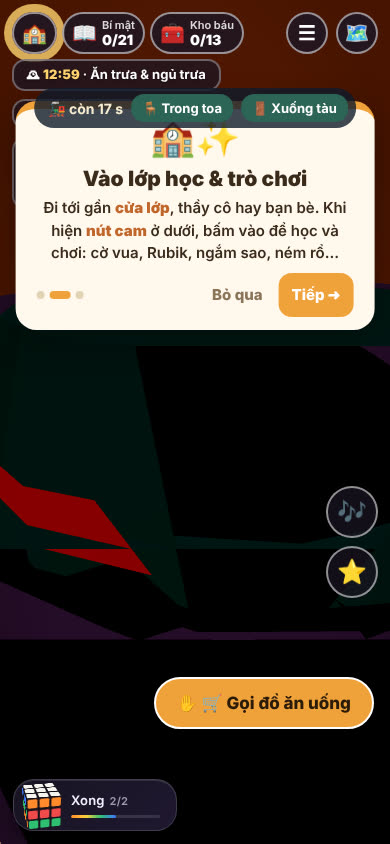 Bí mật
0/21
Kho báu
0/13
12:59 · Ăn trưa & ngủ trưa
còn 17 s
Trong toa
Xuống tàu
Vào lớp học & trò chơi
Đi tới gần cửa lớp, thầy cô hay bạn bè. Khi
hiện nút cam ở dưới, bấm vào để học và
chơi: cờ vua, Rubik, ngắm sao, ném rổ...
Bỏ qua
Tiếp ➜
Gọi đồ ăn uống
Xong 2/2